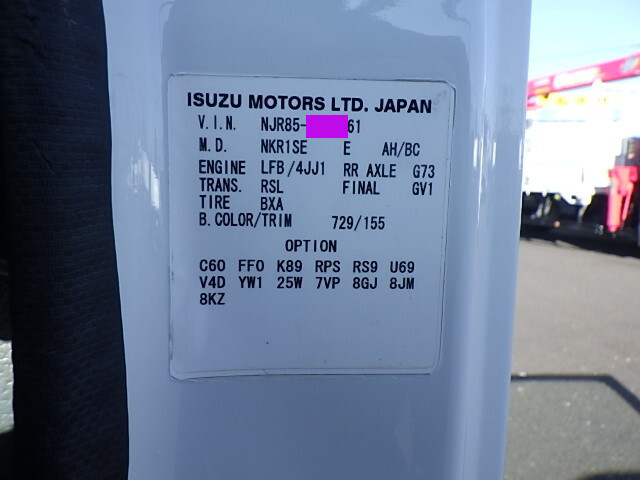 ISUZU MOTORS LTD. JAPAN
V.I.N. NJR85- 61
M.D. NKR1SE E AH/BC
ENGINE LFB/4JJ1 RR AXLE G73
TRANS. RSL FINAL GV1
TIRE BXA
B.COLOR/TRIM 729/155
OPTION
C60 FF0 K89 RPS RS9 U69
V4D YW1 25W 7VP 8GJ 8JM
8KZ